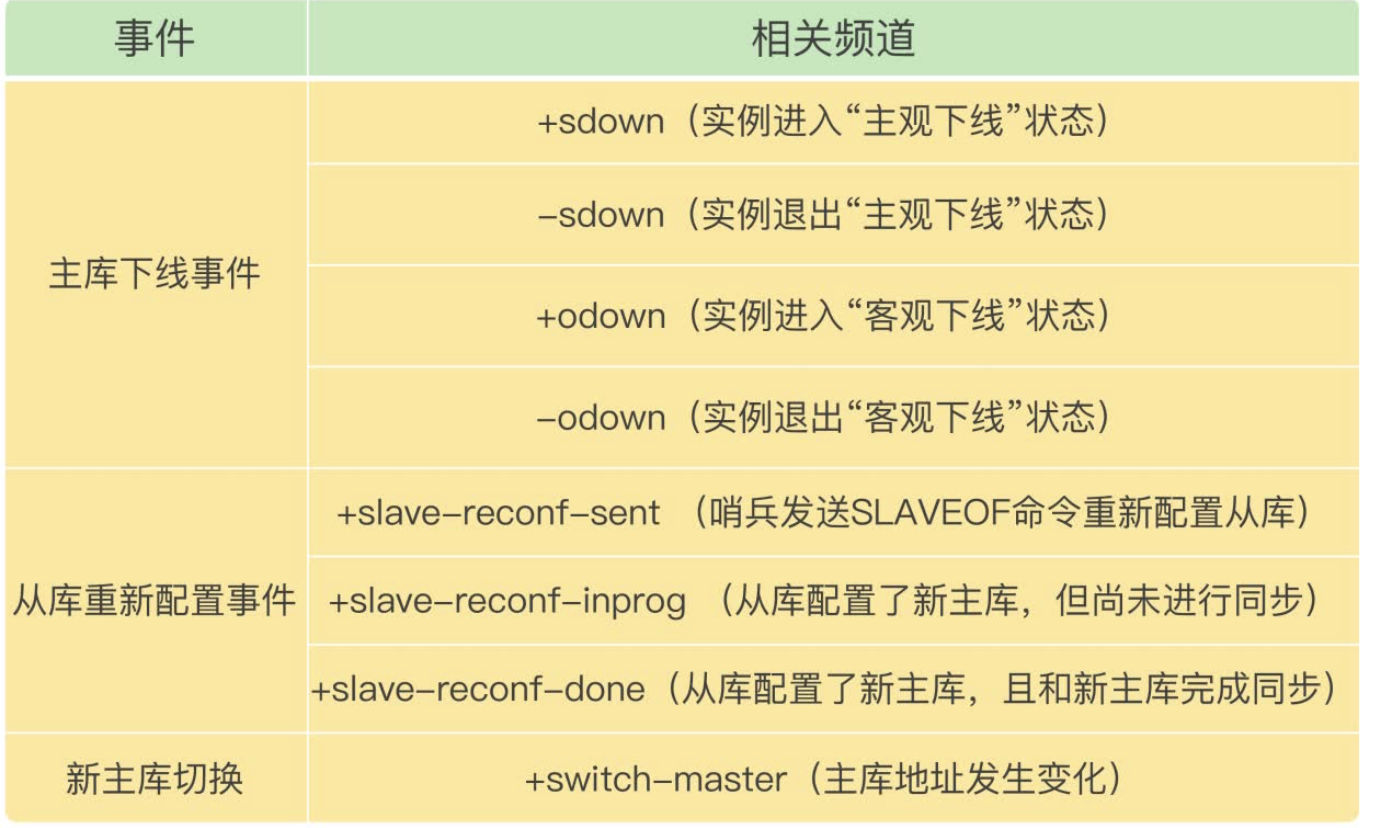 事件
相关频道
主库下线事件
+sdown（实例进入“主观下线”状态）
-sdown（实例退出“主观下线”状态）
+odown（实例进入“客观下线”状态）
-odown（实例退出“客观下线”状态）
从库重新配置事件
+slave-reconf-sent （哨兵发送SLAVEOF命令重新配置从库）
+slave-reconf-inprog （从库配置了新主库，但尚未进行同步）
+slave-reconf-done（从库配置了新主库，且和新主库完成同步）
新主库切换
+switch-master（主库地址发生变化）